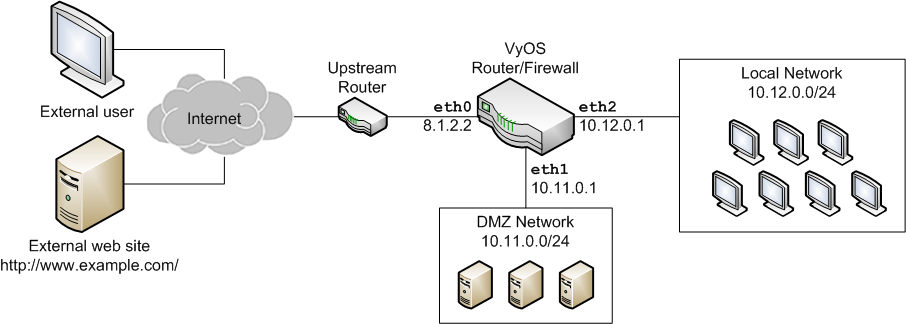 External user
External web site
http://www.example.com/
Internet
Upstream
Router
VyOS
Router/Firewall
eth0
8.1.2.2
eth2
10.12.0.1
eth1
10.11.0.1
DMZ Network
10.11.0.0/24
Local Network
10.12.0.0/24